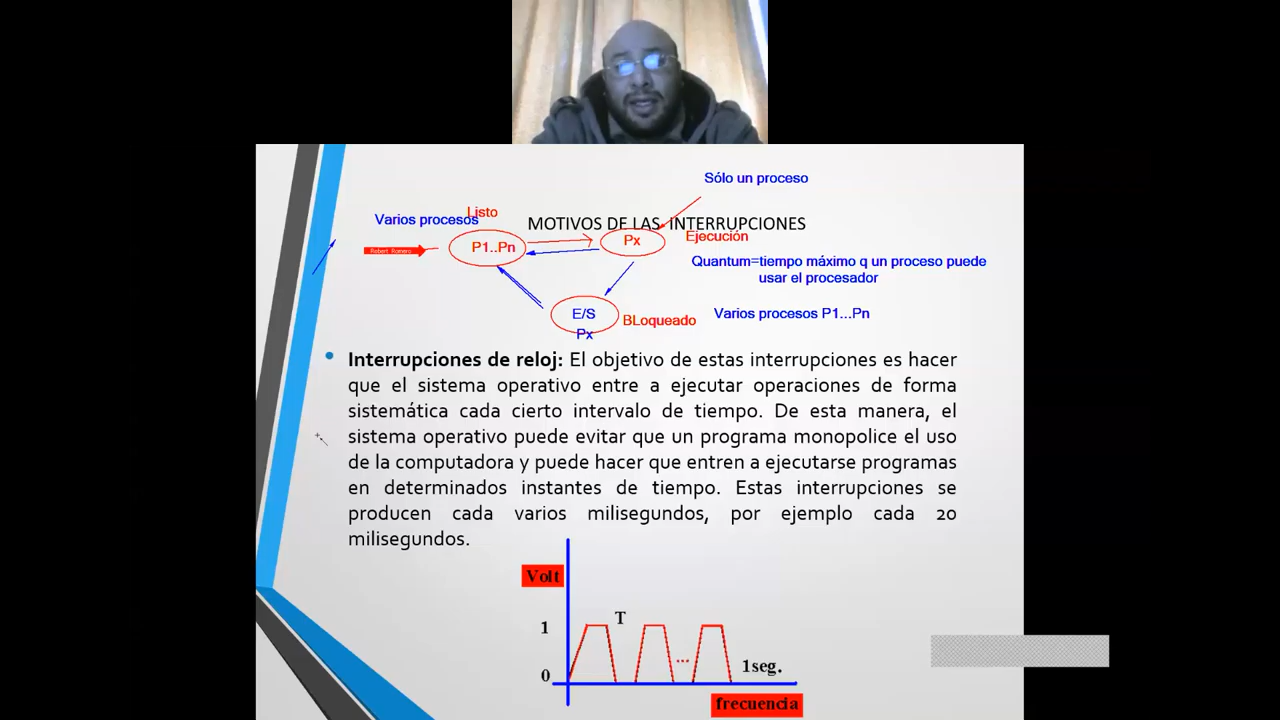 Sólo un proceso
Varios procesos
Listo
MOTIVOS DE LAS INTERRUPCIONES
Robert Romero
P1..Pn
Px
Ejecución
Quantum=tiempo máximo q un proceso puede
usar el procesador
E/S
Px
BLoqueado
Varios procesos P1...Pn
• Interrupciones de reloj: El objetivo de estas interrupciones es hacer
que el sistema operativo entre a ejecutar operaciones de forma
sistemática cada cierto intervalo de tiempo. De esta manera, el
sistema operativo puede evitar que un programa monopolice el uso
de la computadora y puede hacer que entren a ejecutarse programas
en determinados instantes de tiempo. Estas interrupciones se
producen cada varios milisegundos, por ejemplo cada 20
milisegundos.
Volt
T
1
...
1seg.
0
frecuencia